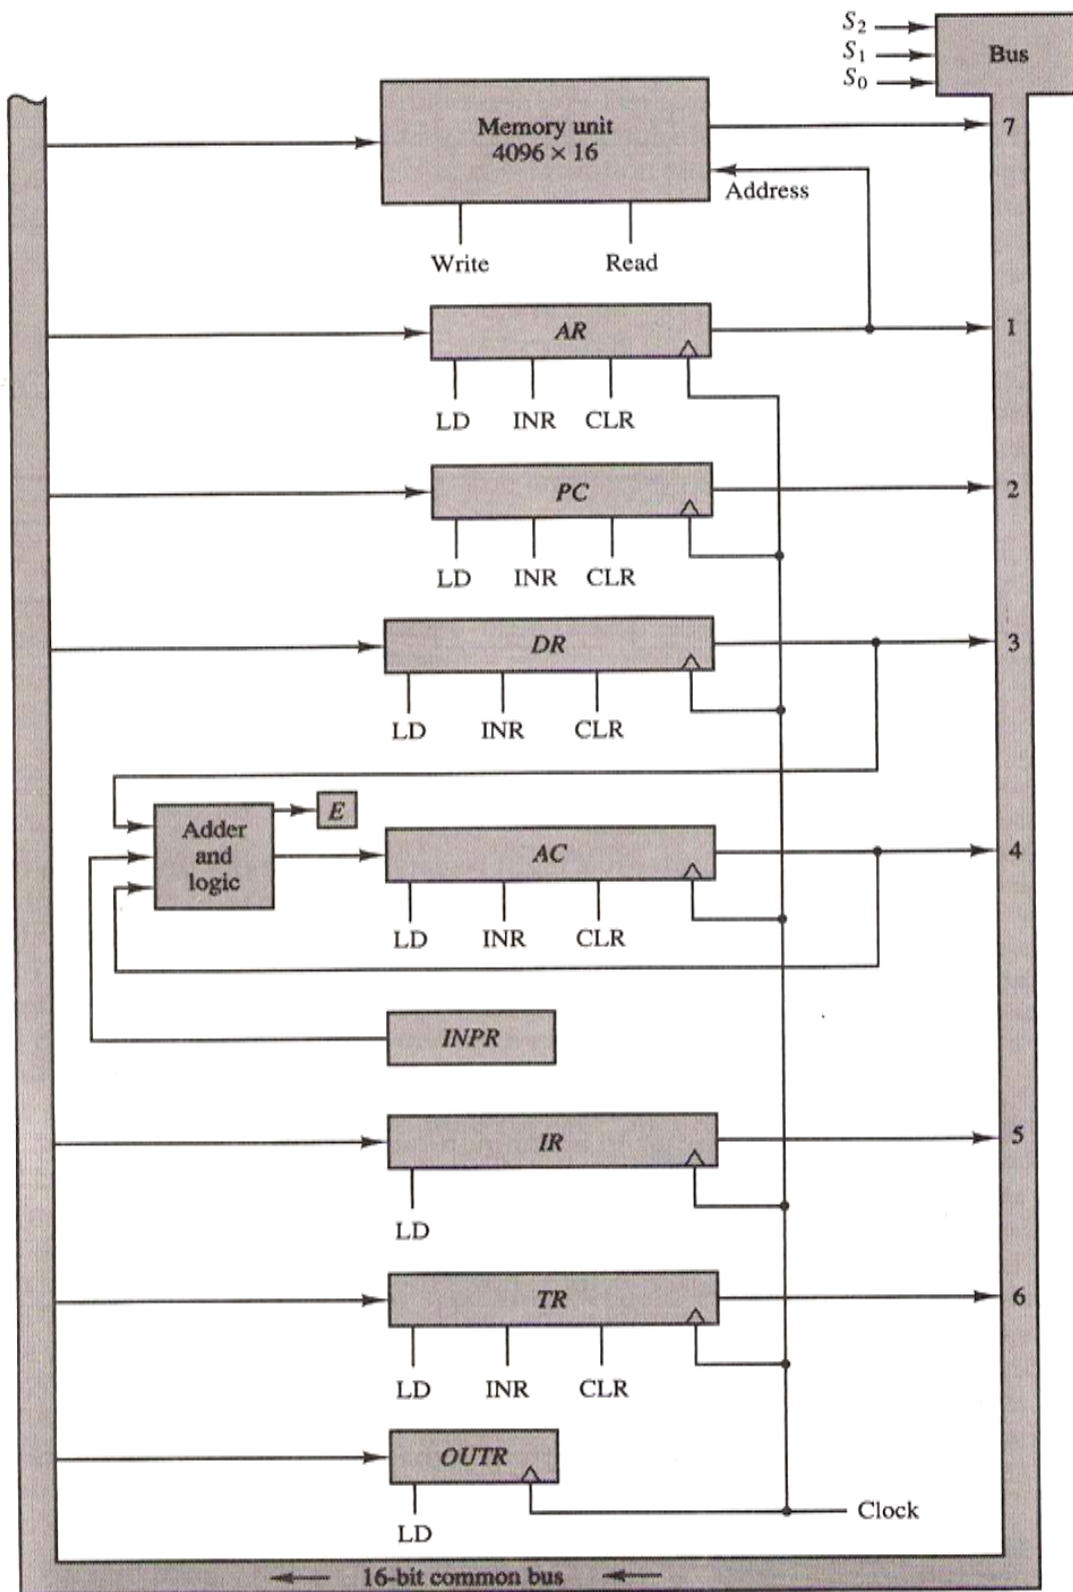 S2
S1
S0
Bus
Memory unit
4096 × 16
7
Address
Write
Read
AR
1
LD
INR
CLR
PC
2
LD
INR
CLR
DR
3
LD
INR
CLR
E
Adder
and
logic
AC
4
LD
INR
CLR
INPR
IR
5
LD
TR
6
LD
INR
CLR
OUTR
LD
Clock
16-bit common bus